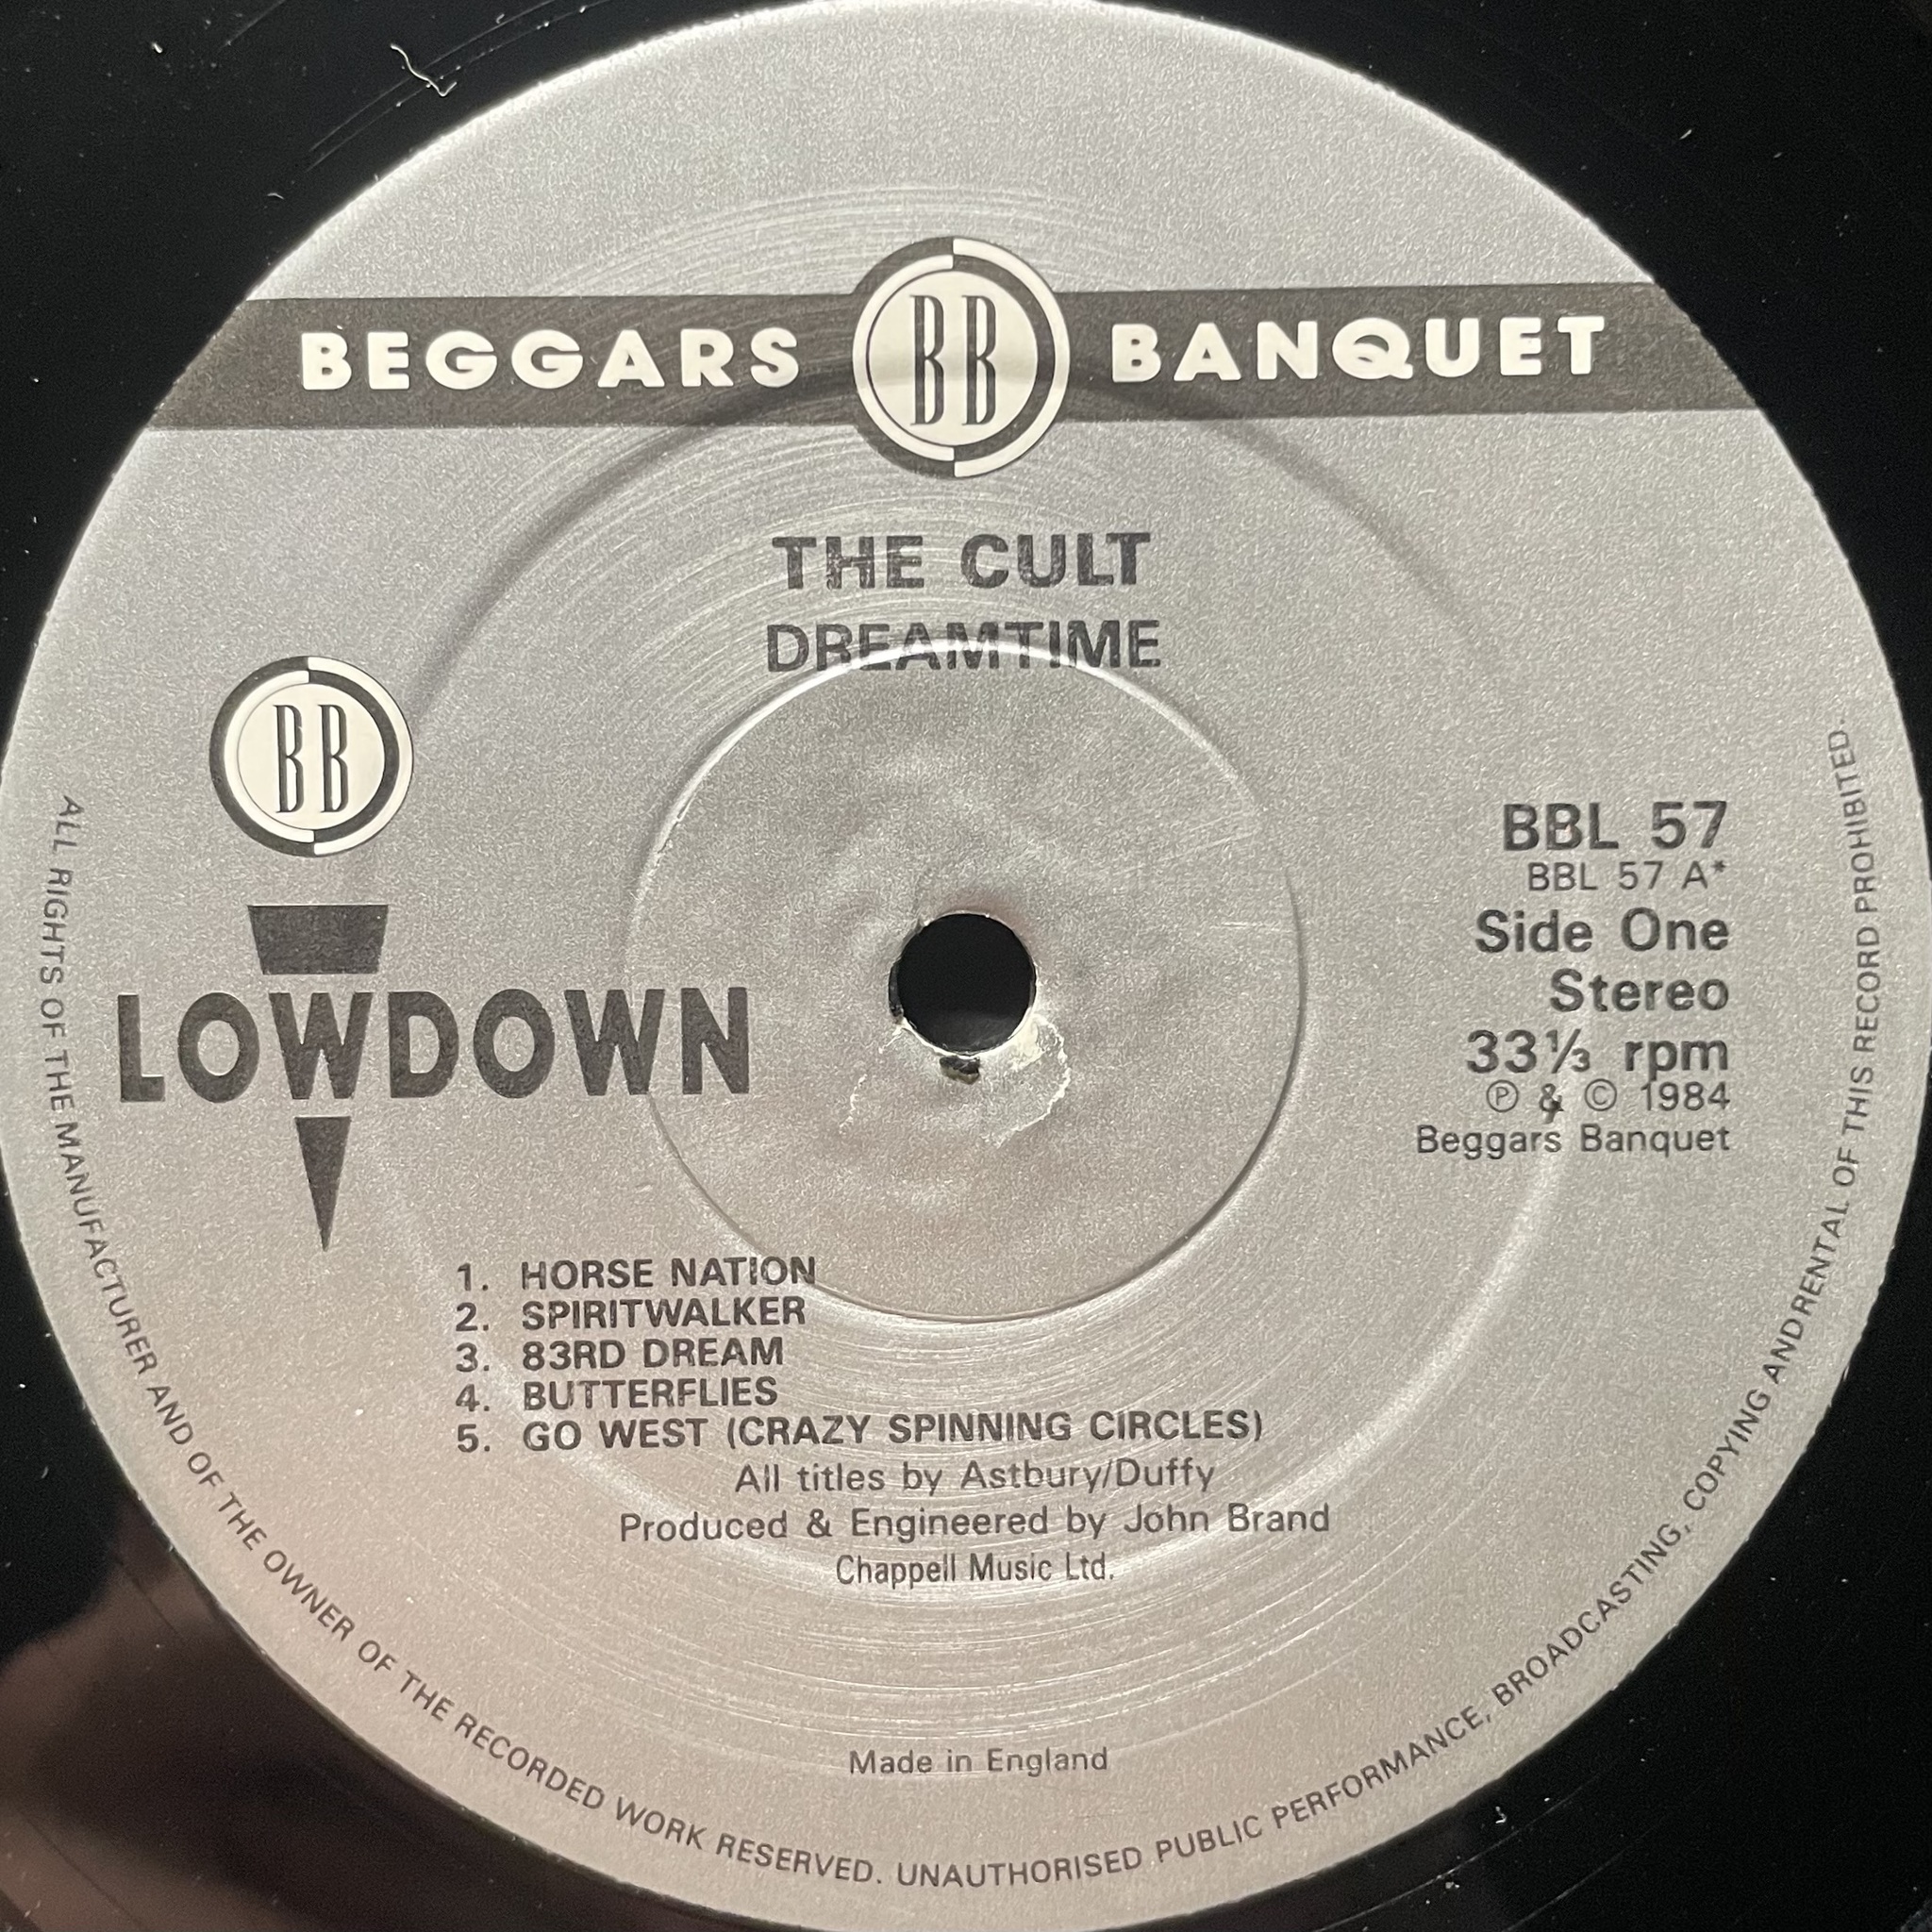 BEGGARS BB BANQUET
THE CULT
DREAMTIME
BB
LOWDOWN
BBL 57
BBL 57 A*
Side One
Stereo
33⅓ rpm
Ⓟ & © 1984
Beggars Banquet
1. HORSE NATION
2. SPIRITWALKER
3. 83RD DREAM
4. BUTTERFLIES
5. GO WEST (CRAZY SPINNING CIRCLES)
All titles by Astbury/Duffy
Produced & Engineered by John Brand
Chappell Music Ltd.
Made in England
ALL RIGHTS OF THE MANUFACTURER AND OF THE OWNER OF THE RECORDED WORK RESERVED. UNAUTHORISED PUBLIC PERFORMANCE, BROADCASTING, COPYING AND RENTAL OF THIS RECORD PROHIBITED.